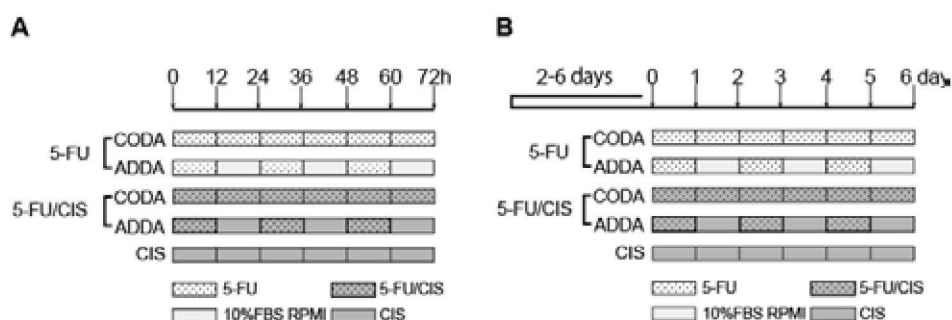 A
0 12 24 36 48 60 72h
5-FU
CODA
ADDA
5-FU/CIS
CODA
ADDA
CIS
5-FU 5-FU/CIS
10%FBS RPMI CIS
B
2-6 days
0 1 2 3 4 5 6 day
5-FU
CODA
ADDA
5-FU/CIS
CODA
ADDA
CIS
5-FU 5-FU/CIS
10%FBS RPMI CIS